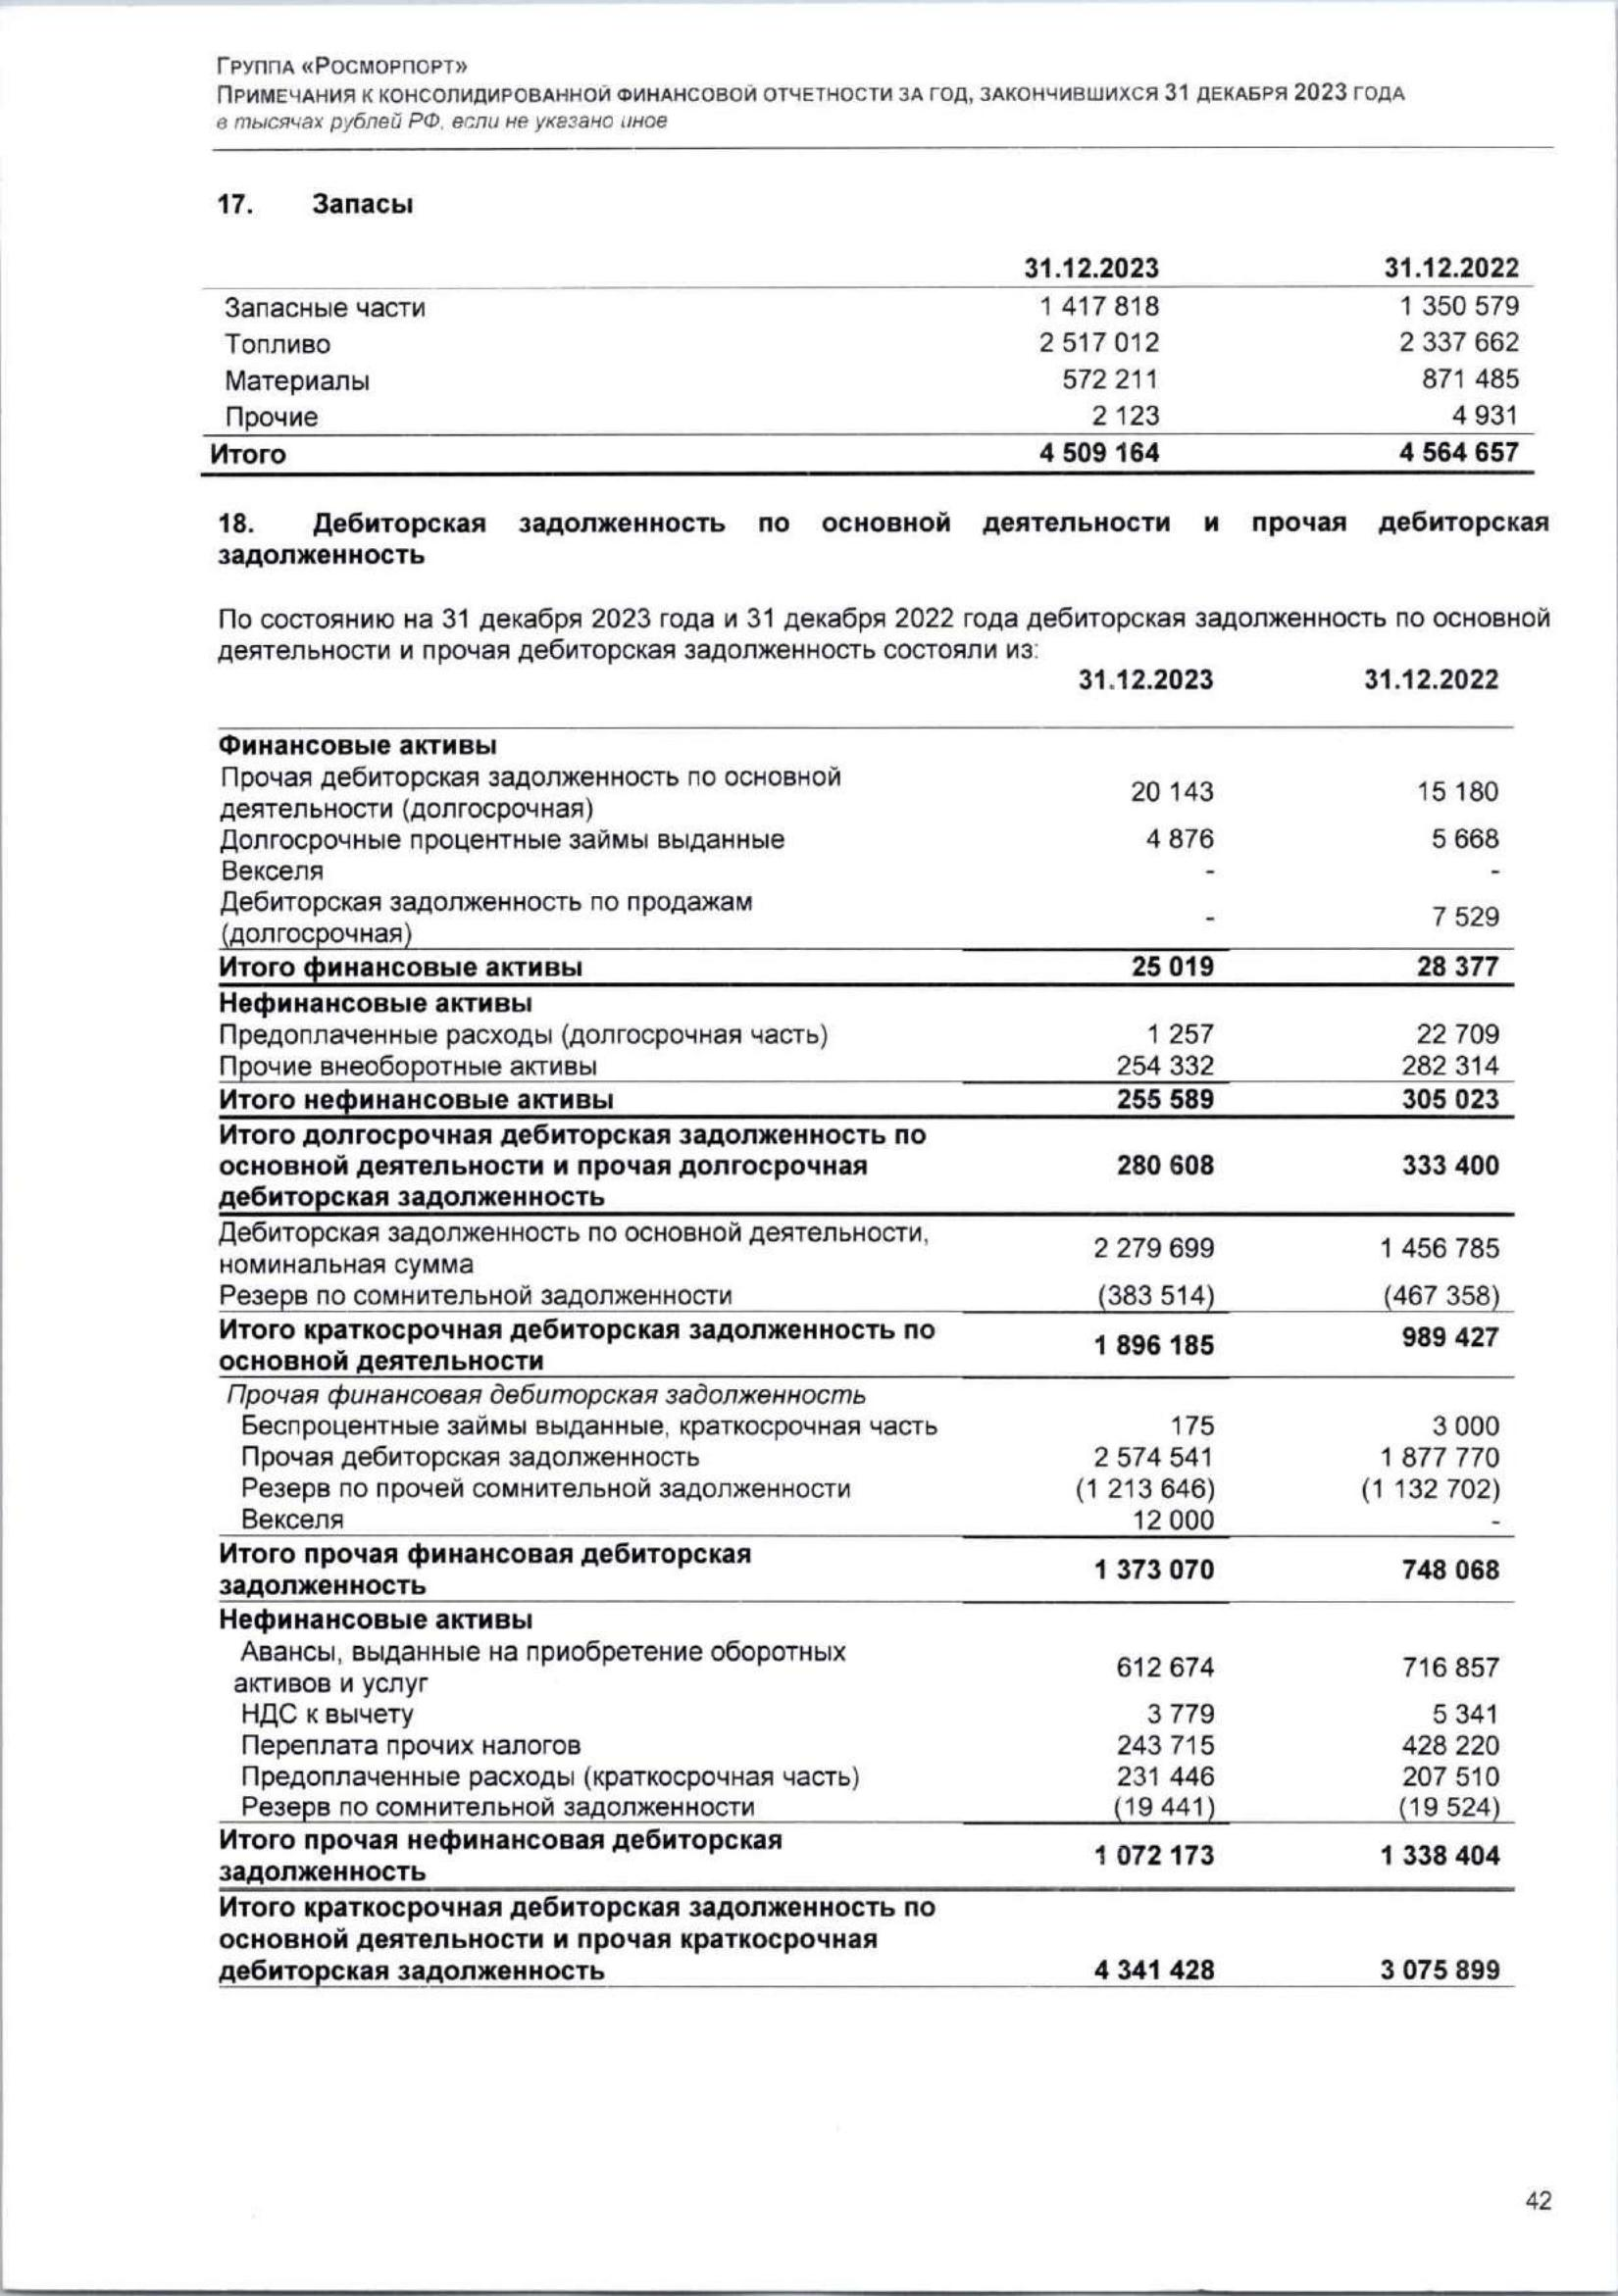 ГРУППА «РОСМОРПОРТ»
ПРИМЕЧАНИЯ К КОНСОЛИДИРОВАННОЙ ФИНАНСОВОЙ ОТЧЕТНОСТИ ЗА ГОД, ЗАКОНЧИВШИХСЯ 31 ДЕКАБРЯ 2023 ГОДА
в тысячах рублей РФ, если не указано иное
17. Запасы
31.12.2023 31.12.2022
Запасные части 1 417 818 1 350 579
Топливо 2 517 012 2 337 662
Материалы 572 211 871 485
Прочие 2 123 4 931
Итого 4 509 164 4 564 657
18. Дебиторская задолженность по основной деятельности и прочая дебиторская
задолженность
По состоянию на 31 декабря 2023 года и 31 декабря 2022 года дебиторская задолженность по основной
деятельности и прочая дебиторская задолженность состояли из:
31.12.2023 31.12.2022
Финансовые активы
Прочая дебиторская задолженность по основной
деятельности (долгосрочная) 20 143 15 180
Долгосрочные процентные займы выданные 4 876 5 668
Векселя - -
Дебиторская задолженность по продажам
(долгосрочная) - 7 529
Итого финансовые активы 25 019 28 377
Нефинансовые активы
Предоплаченные расходы (долгосрочная часть) 1 257 22 709
Прочие внеоборотные активы 254 332 282 314
Итого нефинансовые активы 255 589 305 023
Итого долгосрочная дебиторская задолженность по
основной деятельности и прочая долгосрочная 280 608 333 400
дебиторская задолженность
Дебиторская задолженность по основной деятельности,
номинальная сумма 2 279 699 1 456 785
Резерв по сомнительной задолженности (383 514) (467 358)
Итого краткосрочная дебиторская задолженность по
основной деятельности 1 896 185 989 427
Прочая финансовая дебиторская задолженность
Беспроцентные займы выданные, краткосрочная часть 175 3 000
Прочая дебиторская задолженность 2 574 541 1 877 770
Резерв по прочей сомнительной задолженности (1 213 646) (1 132 702)
Векселя 12 000 -
Итого прочая финансовая дебиторская
задолженность 1 373 070 748 068
Нефинансовые активы
Авансы, выданные на приобретение оборотных
активов и услуг 612 674 716 857
НДС к вычету 3 779 5 341
Переплата прочих налогов 243 715 428 220
Предоплаченные расходы (краткосрочная часть) 231 446 207 510
Резерв по сомнительной задолженности (19 441) (19 524)
Итого прочая нефинансовая дебиторская
задолженность 1 072 173 1 338 404
Итого краткосрочная дебиторская задолженность по
основной деятельности и прочая краткосрочная
дебиторская задолженность 4 341 428 3 075 899
42